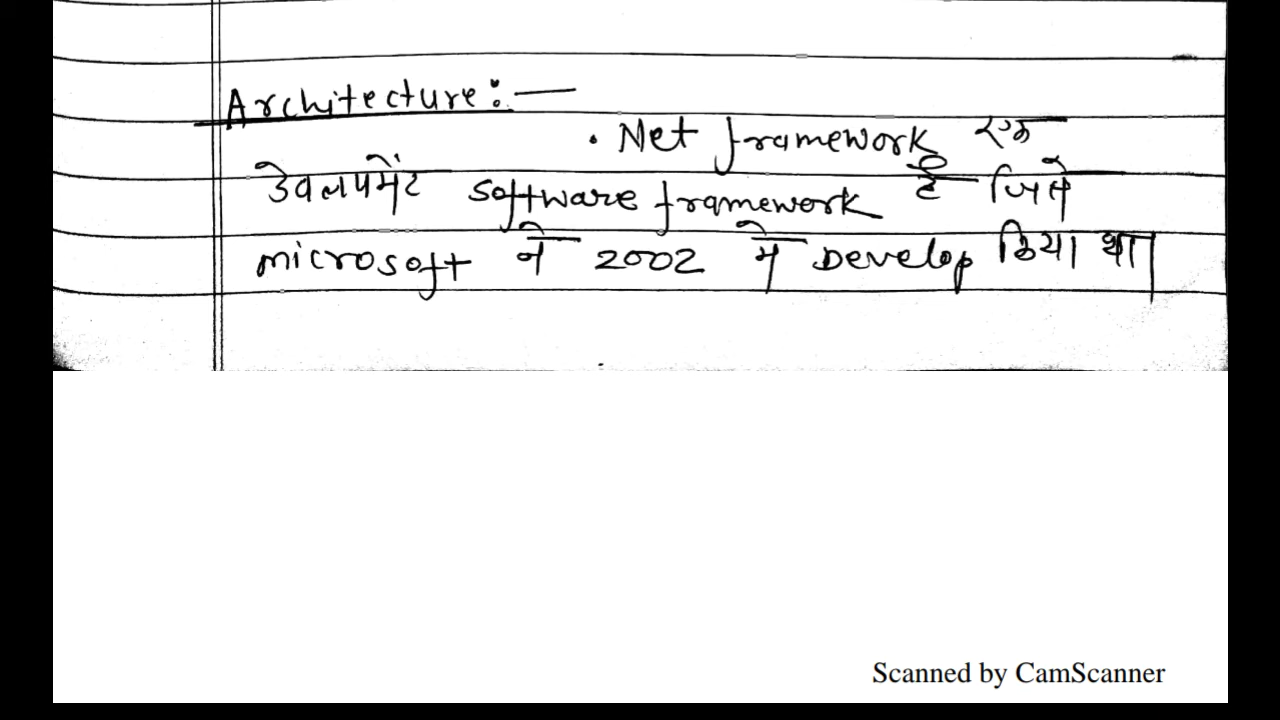 Architecture:—
.Net framework एक
डेवलपमेंट software framework है जिसे
microsoft ने 2002 में Develop किया था|
Scanned by CamScanner